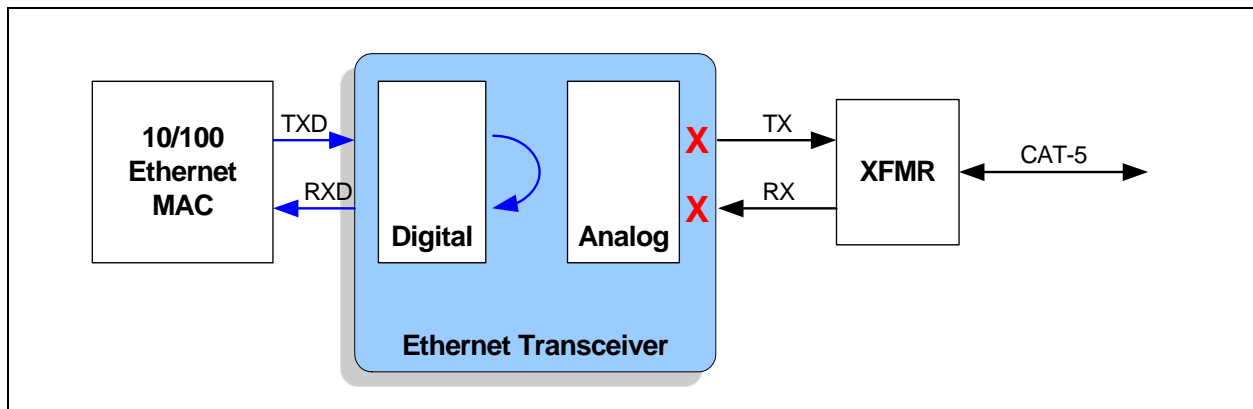 10/100
Ethernet
MAC
TXD
RXD
Digital
Analog
X
X
TX
RX
XFMR
CAT-5
Ethernet Transceiver